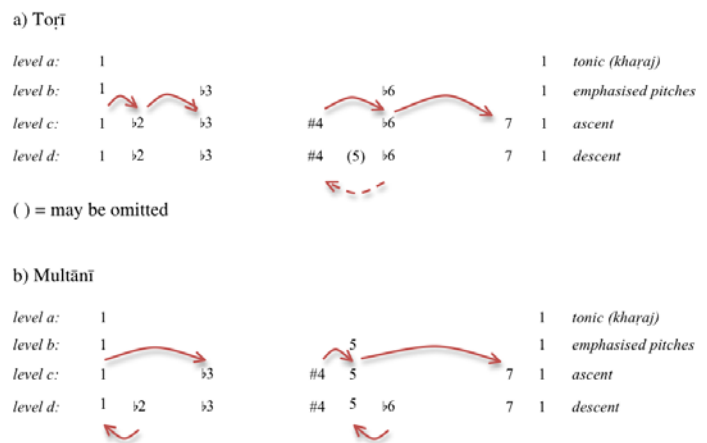 a) Toṛī
level a: 1 1 tonic (kharaj)
level b: 1 ♭3 ♭6 1 emphasised pitches
level c: 1 ♭2 ♭3 #4 ♭6 7 1 ascent
level d: 1 ♭2 ♭3 #4 (5) ♭6 7 1 descent
( ) = may be omitted
b) Multānī
level a: 1 1 tonic (khaṛaj)
level b: 1 5 1 emphasised pitches
level c: 1 ♭3 #4 5 7 1 ascent
level d: 1 ♭2 ♭3 #4 5 ♭6 7 1 descent